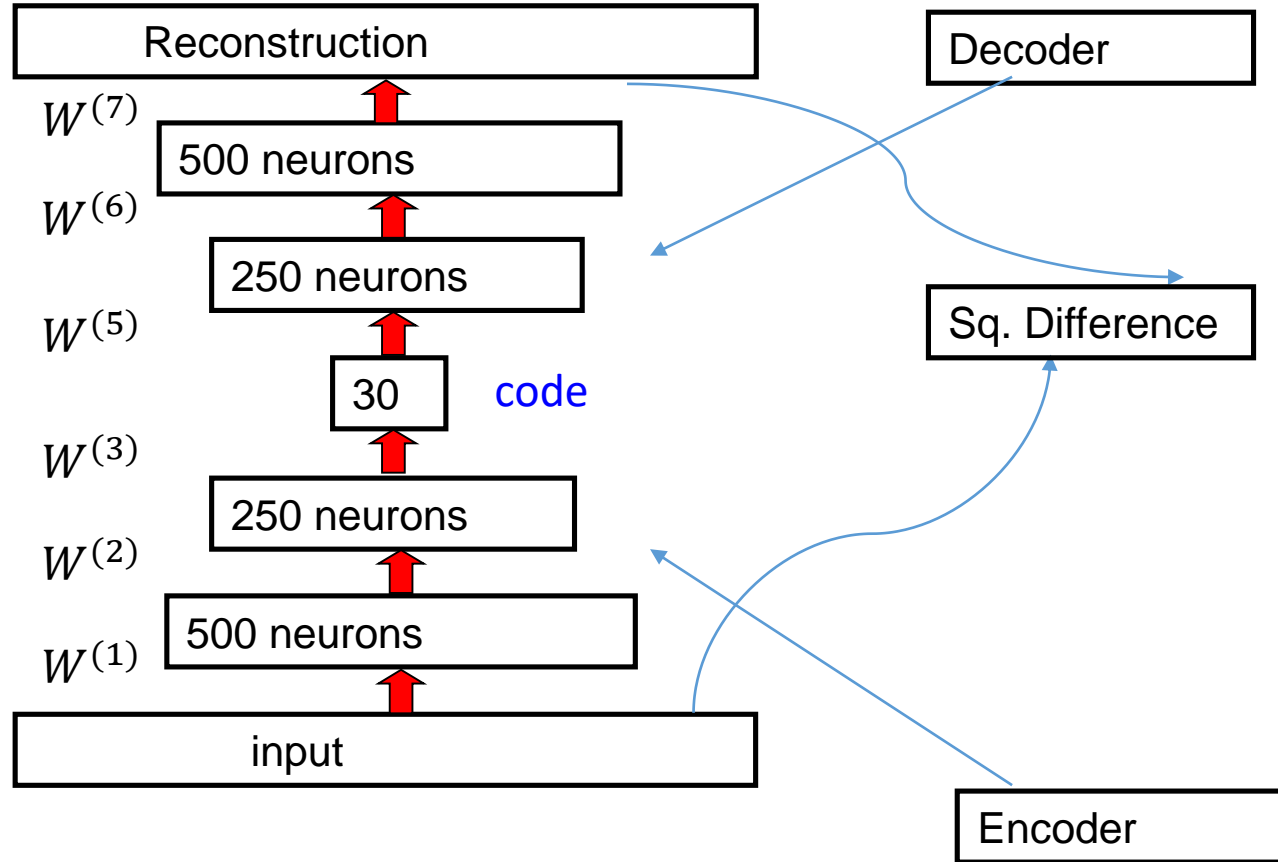 Reconstruction
Decoder
W^(7)
500 neurons
W^(6)
250 neurons
Sq. Difference
W^(5)
30
code
W^(3)
250 neurons
W^(2)
500 neurons
W^(1)
input
Encoder